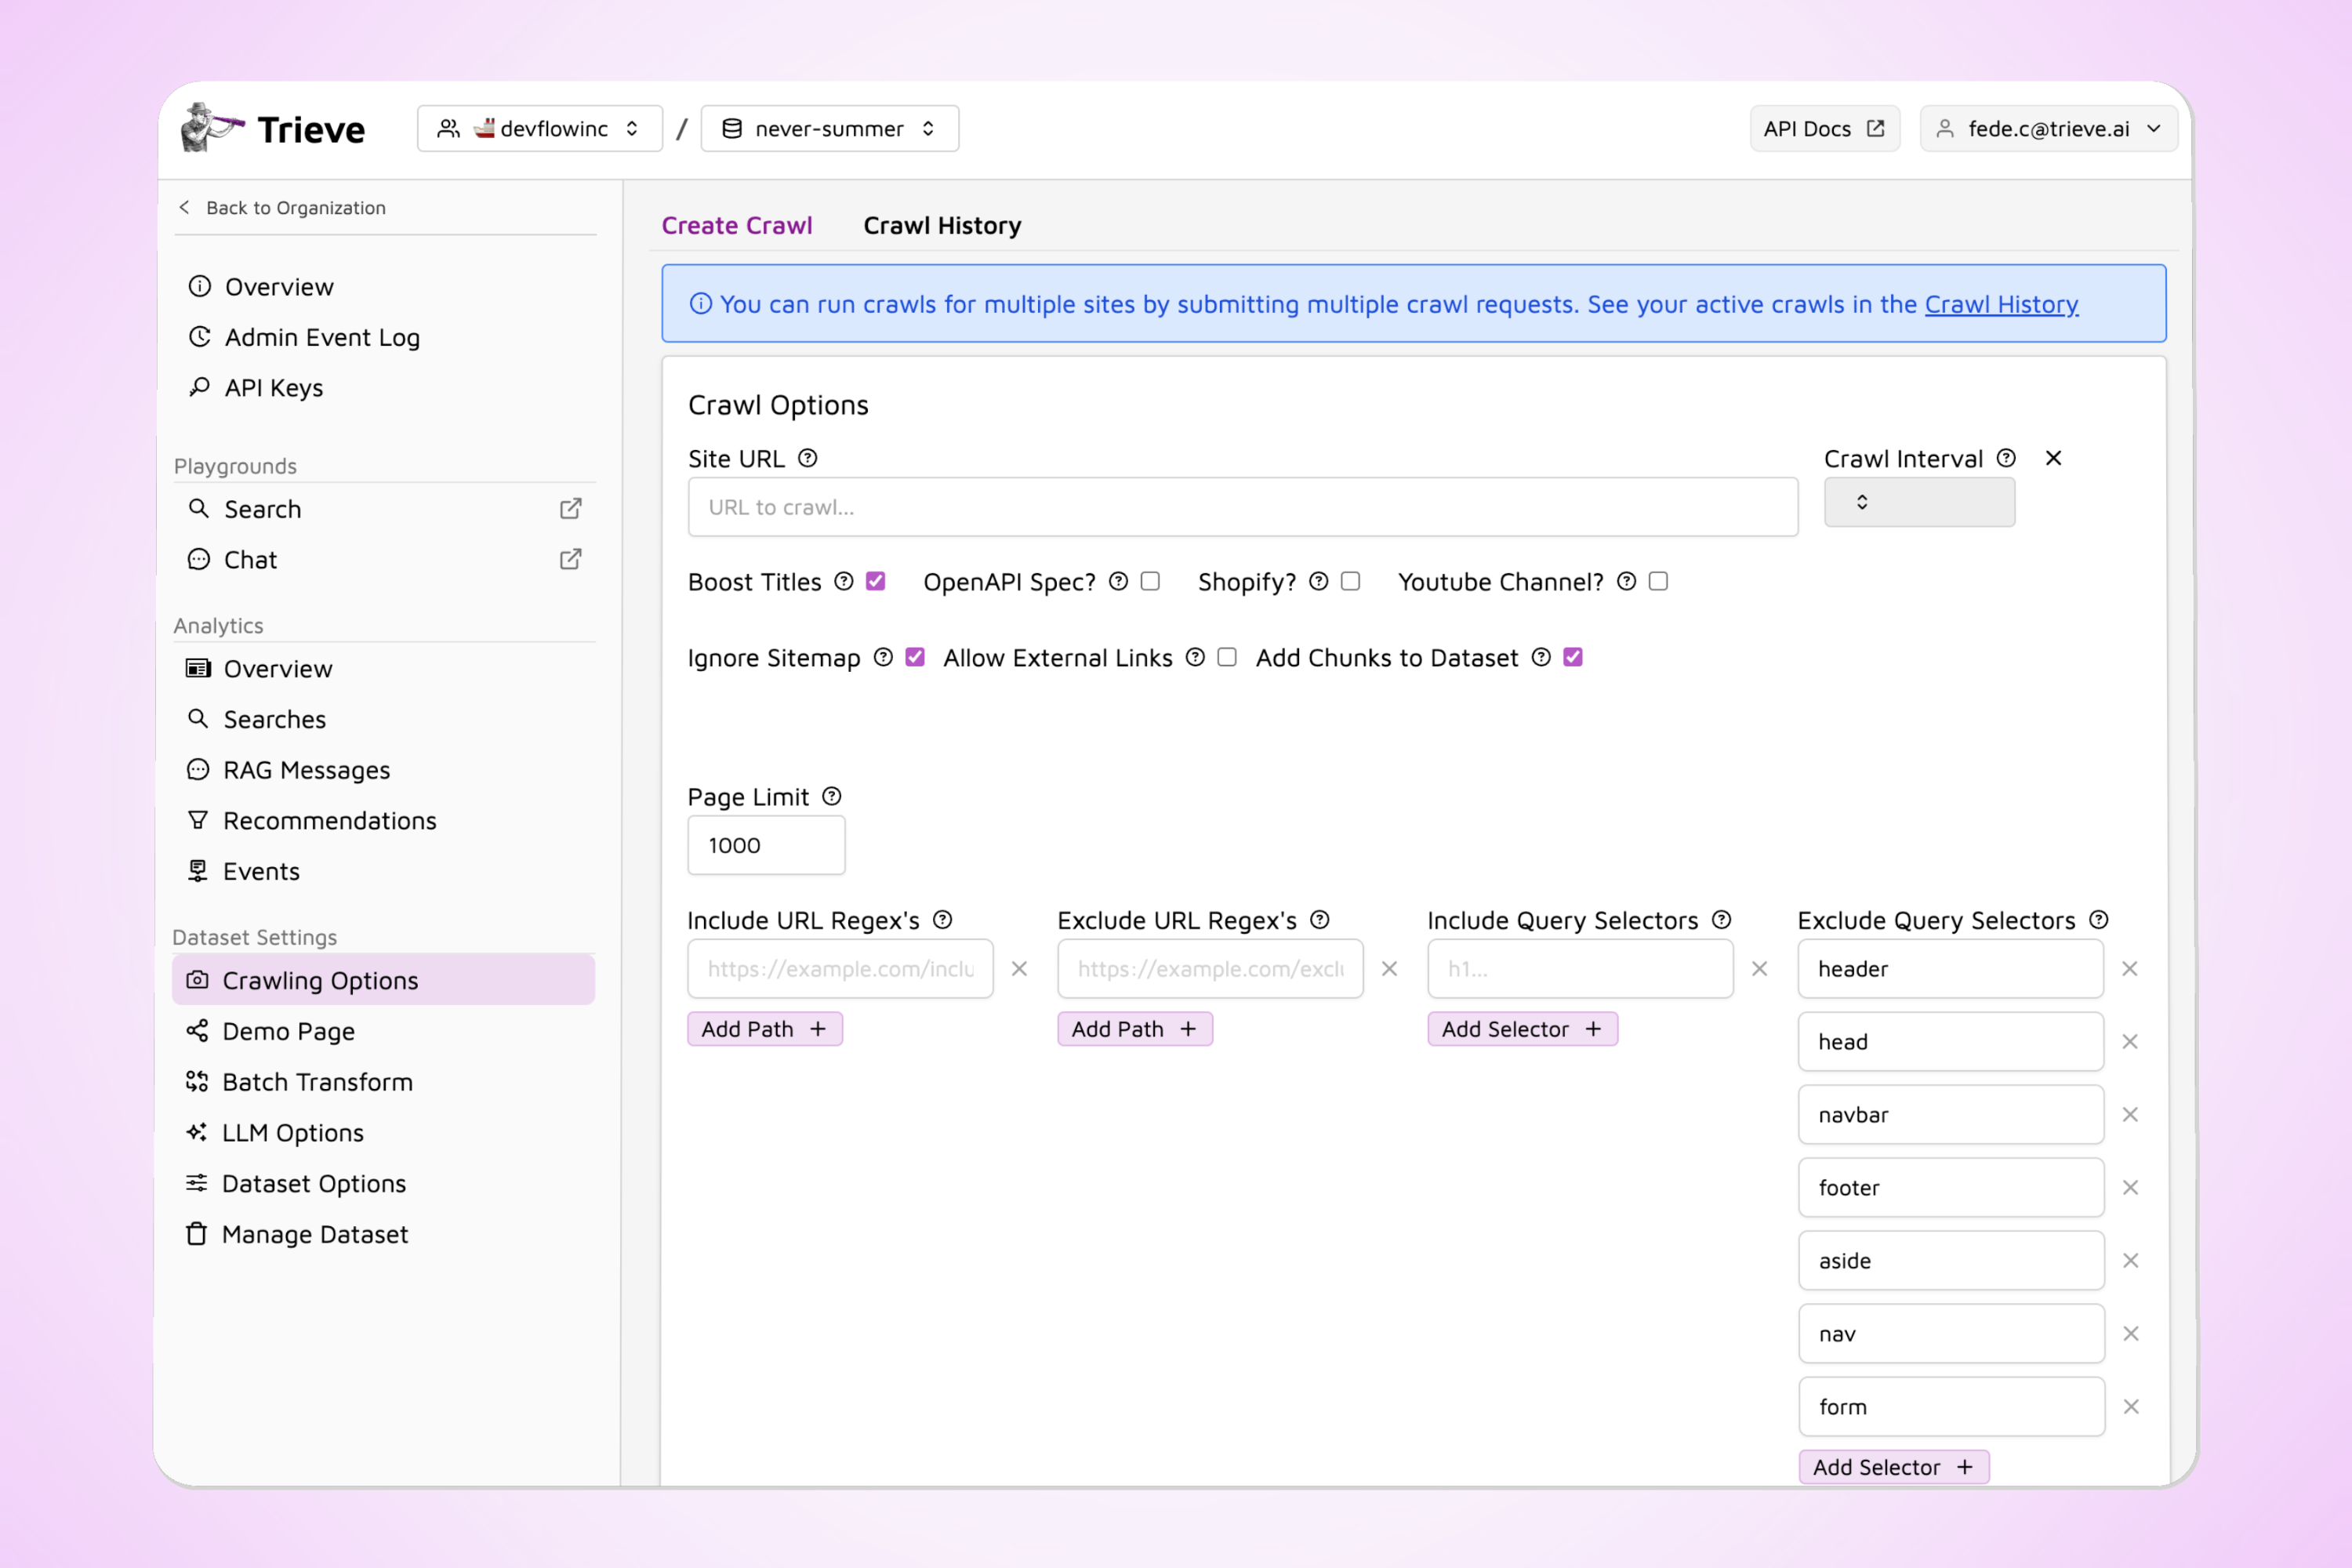 Trieve
devflowinc / never-summer
API Docs
fede.c@trieve.ai
Back to Organization
Overview
Admin Event Log
API Keys
Playgrounds
Search
Chat
Analytics
Overview
Searches
RAG Messages
Recommendations
Events
Dataset Settings
Crawling Options
Demo Page
Batch Transform
LLM Options
Dataset Options
Manage Dataset
Create Crawl Crawl History
You can run crawls for multiple sites by submitting multiple crawl requests. See your active crawls in the Crawl History
Crawl Options
Site URL
URL to crawl...
Crawl Interval
Boost Titles OpenAPI Spec? Shopify? Youtube Channel?
Ignore Sitemap Allow External Links Add Chunks to Dataset
Page Limit
1000
Include URL Regex's
https://example.com/inclu
Add Path +
Exclude URL Regex's
https://example.com/exclu
Add Path +
Include Query Selectors
h1...
Add Selector +
Exclude Query Selectors
header
head
navbar
footer
aside
nav
form
Add Selector +